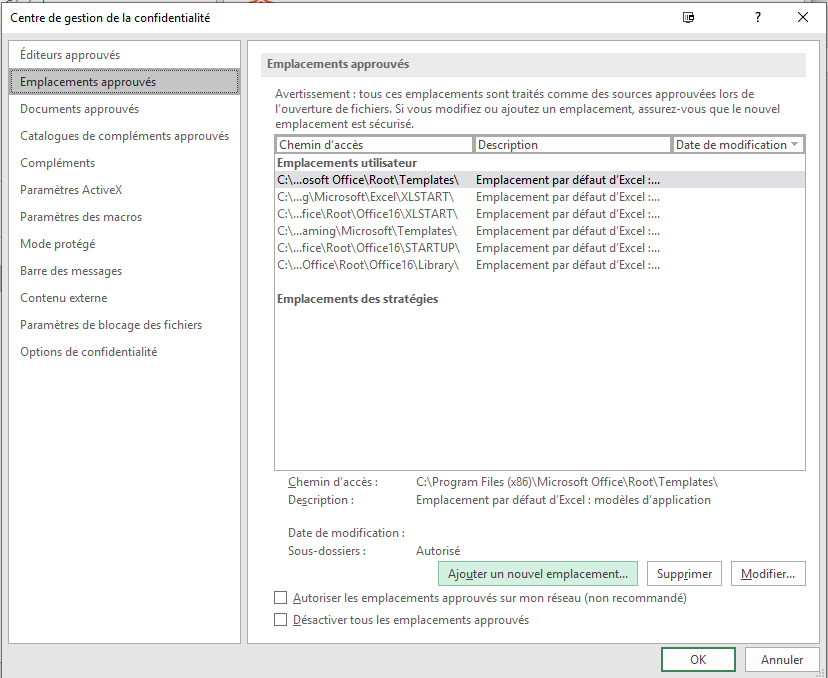 Centre de gestion de la confidentialité
?
Éditeurs approuvés
Emplacements approuvés
Documents approuvés
Catalogues de compléments approuvés
Compléments
Paramètres ActiveX
Paramètres des macros
Mode protégé
Barre des messages
Contenu externe
Paramètres de blocage des fichiers
Options de confidentialité
Emplacements approuvés
Avertissement : tous ces emplacements sont traités comme des sources approuvées lors de
l'ouverture de fichiers. Si vous modifiez ou ajoutez un emplacement, assurez-vous que le nouvel
emplacement est sécurisé.
Chemin d'accès Description Date de modification
Emplacements utilisateur
C:\...osoft Office\Root\Templates\ Emplacement par défaut d'Excel :...
C:\...g\Microsoft\Excel\XLSTART\ Emplacement par défaut d'Excel :...
C:\...fice\Root\Office16\XLSTART\ Emplacement par défaut d'Excel :...
C:\...aming\Microsoft\Templates\ Emplacement par défaut d'Excel :...
C:\...fice\Root\Office16\STARTUP\ Emplacement par défaut d'Excel :...
C:\...Office\Root\Office16\Library\ Emplacement par défaut d'Excel :...
Emplacements des stratégies
Chemin d'accès : C:\Program Files (x86)\Microsoft Office\Root\Templates\
Description : Emplacement par défaut d'Excel : modèles d'application
Date de modification :
Sous-dossiers : Autorisé
Ajouter un nouvel emplacement... Supprimer Modifier...
Autoriser les emplacements approuvés sur mon réseau (non recommandé)
Désactiver tous les emplacements approuvés
OK Annuler